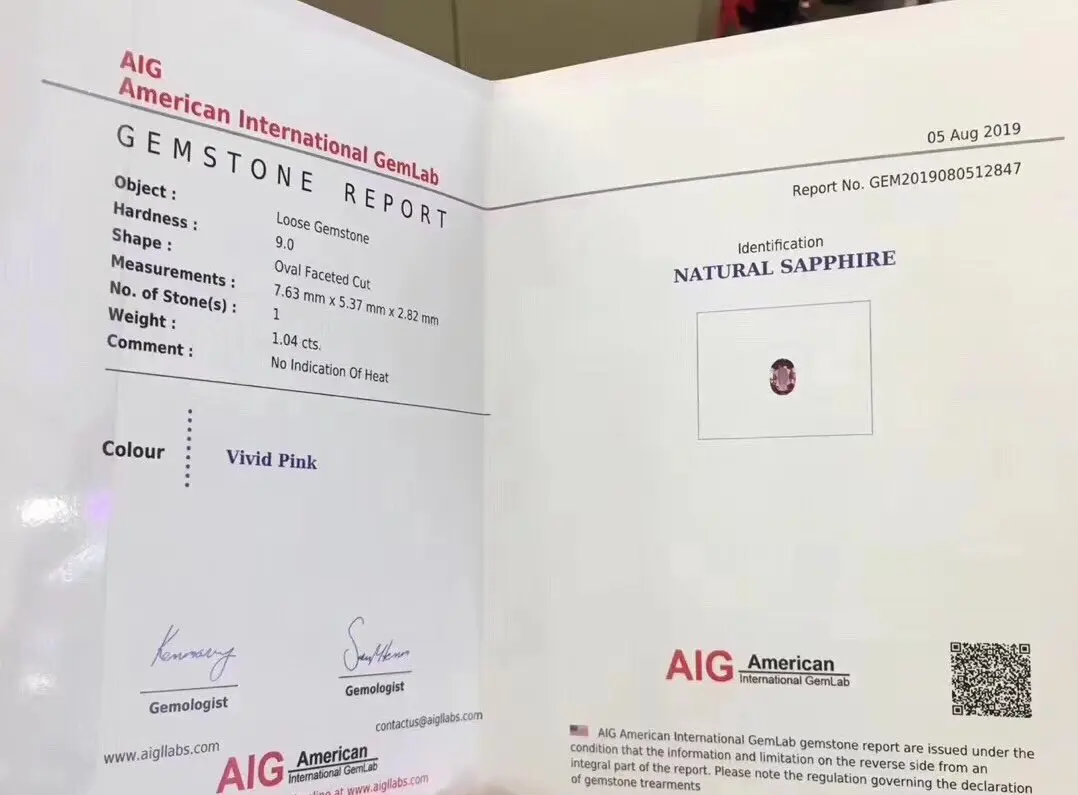 AIG
American International GemLab
GEMSTONE REPORT
Object : Loose Gemstone
Hardness : 9.0
Shape : Oval Faceted Cut
Measurements : 7.63 mm x 5.37 mm x 2.82 mm
No. of Stone(s) : 1
Weight : 1.04 cts.
Comment : No Indication Of Heat
Colour Vivid Pink
Gemologist
Gemologist
www.aigllabs.com
contactus@aigllabs.com
AIG American
International GemLab
at www.aigllabs.com
05 Aug 2019
Report No. GEM2019080512847
Identification
NATURAL SAPPHIRE
AIG American
International GemLab
AIG American International GemLab gemstone report are issued under the
condition that the information and limitation on the reverse side from an
integral part of the report. Please note the regulation governing the declaration
of gemstone trearments